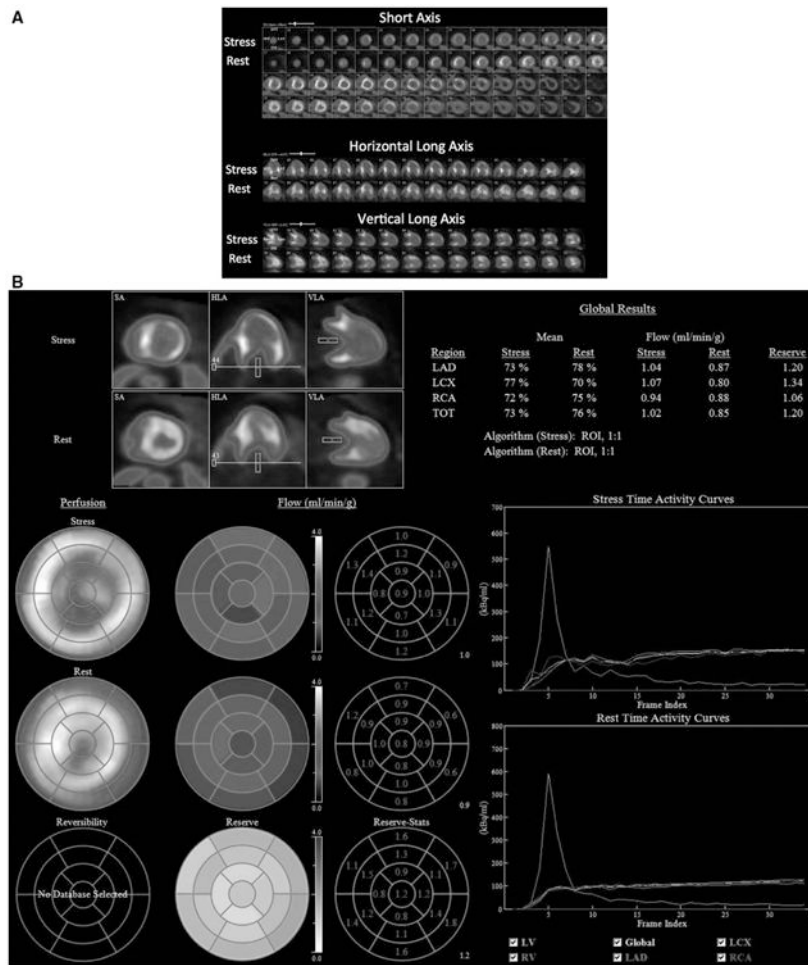 A
Short Axis
Stress
Rest
Horizontal Long Axis
Stress
Rest
Vertical Long Axis
Stress
Rest
B
SA HLA VLA
Stress
44
SA HLA VLA
Rest
43
Global Results
Mean Flow (ml/min/g)
Region Stress Rest Stress Rest Reserve
LAD 73 % 78 % 1.04 0.87 1.20
LCX 77 % 70 % 1.07 0.80 1.34
RCA 72 % 75 % 0.94 0.88 1.06
TOT 73 % 76 % 1.02 0.85 1.20
Algorithm (Stress): ROI, 1:1
Algorithm (Rest): ROI, 1:1
Perfusion Flow (ml/min/g)
Stress
4.0
0.0
1.0
1.2
1.3 1.4 1.1 0.9
0.9
0.8 0.9 1.0
0.7
1.1 1.2 1.3 1.1
1.0
1.2
1.0
Rest
4.0
0.0
0.7
0.9
1.2 0.9 0.9 0.6
0.9
1.0 0.8 0.9
0.8
0.8 1.0 0.9 0.6
1.0
0.8
0.9
Reversibility Reserve Reserve-Stats
No Database Selected
4.0
0.0
1.6
1.3
1.1 1.5 1.1 1.7
0.9
0.8 1.2 1.2
0.8
1.4 1.2 1.4 1.8
1.1
1.6
1.2
Stress Time Activity Curves
(kBq/ml)
700
600
500
400
300
200
100
0
5 10 15 20 25 30
Frame Index
Rest Time Activity Curves
(kBq/ml)
800
700
600
500
400
300
200
100
0
5 10 15 20 25 30
Frame Index
LV Global LCX
RV LAD RCA